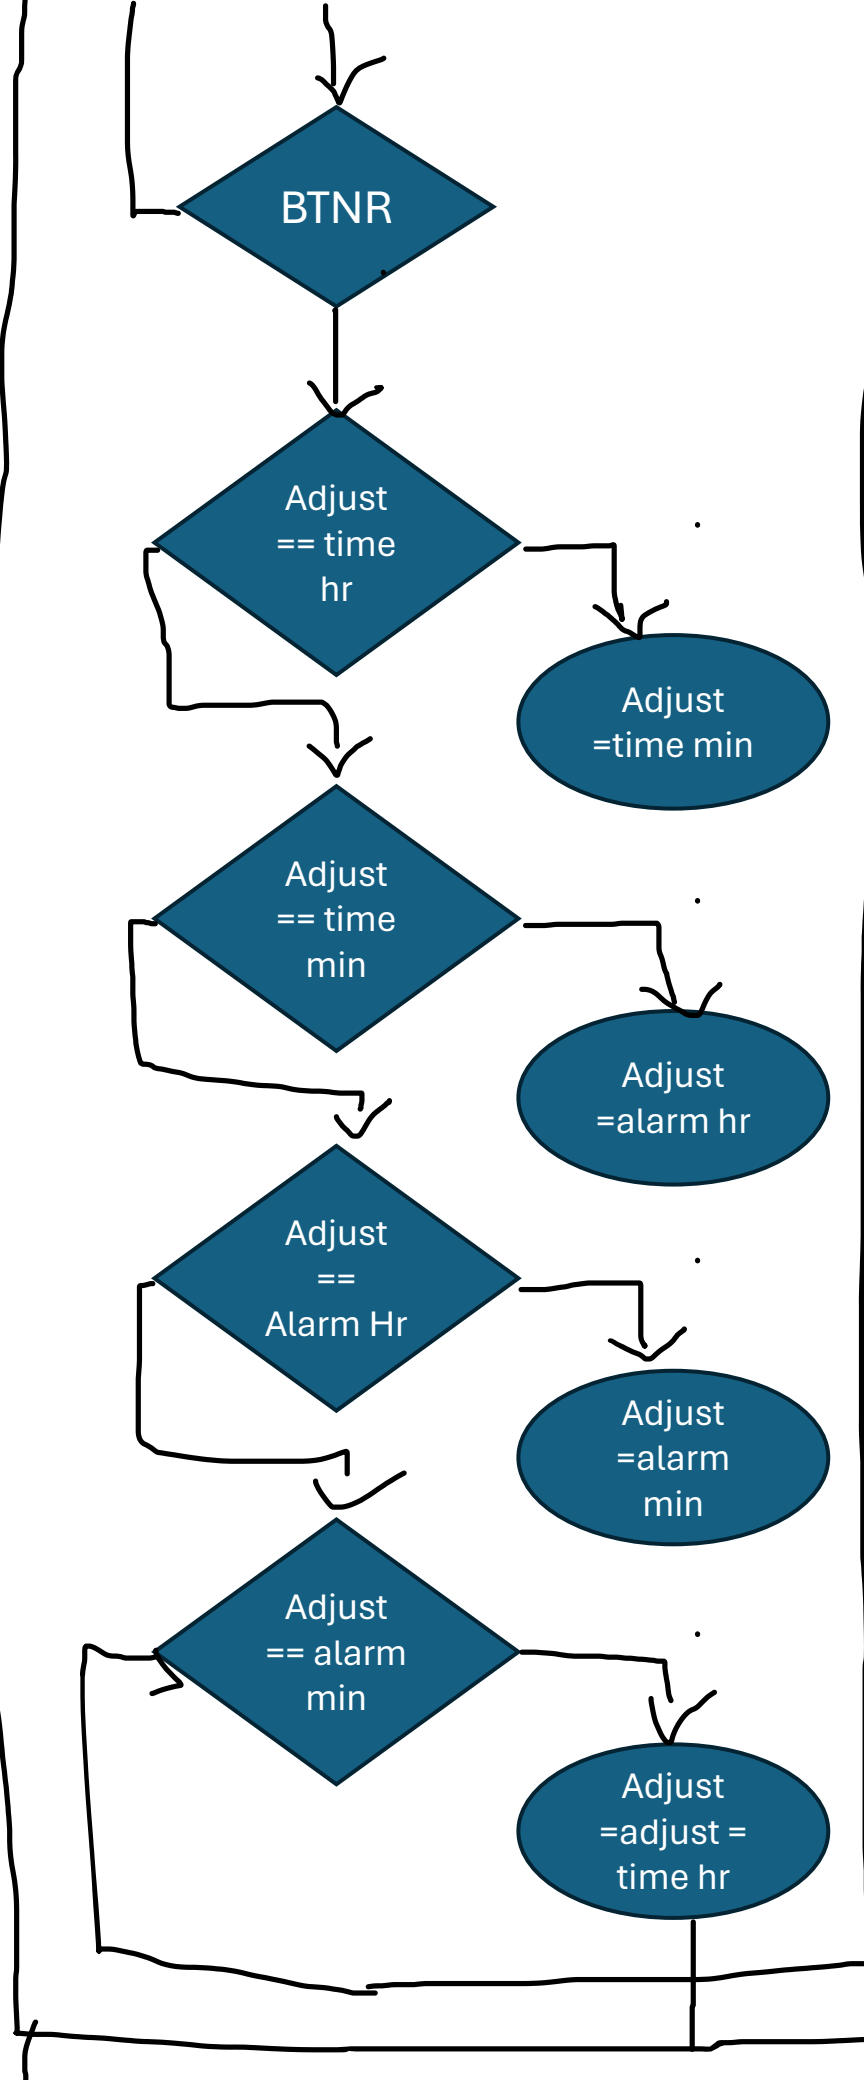 BTNR
Adjust
== time
hr
Adjust
=time min
Adjust
== time
min
Adjust
=alarm hr
Adjust
==
Alarm Hr
Adjust
=alarm
min
Adjust
== alarm
min
Adjust
=adjust =
time hr